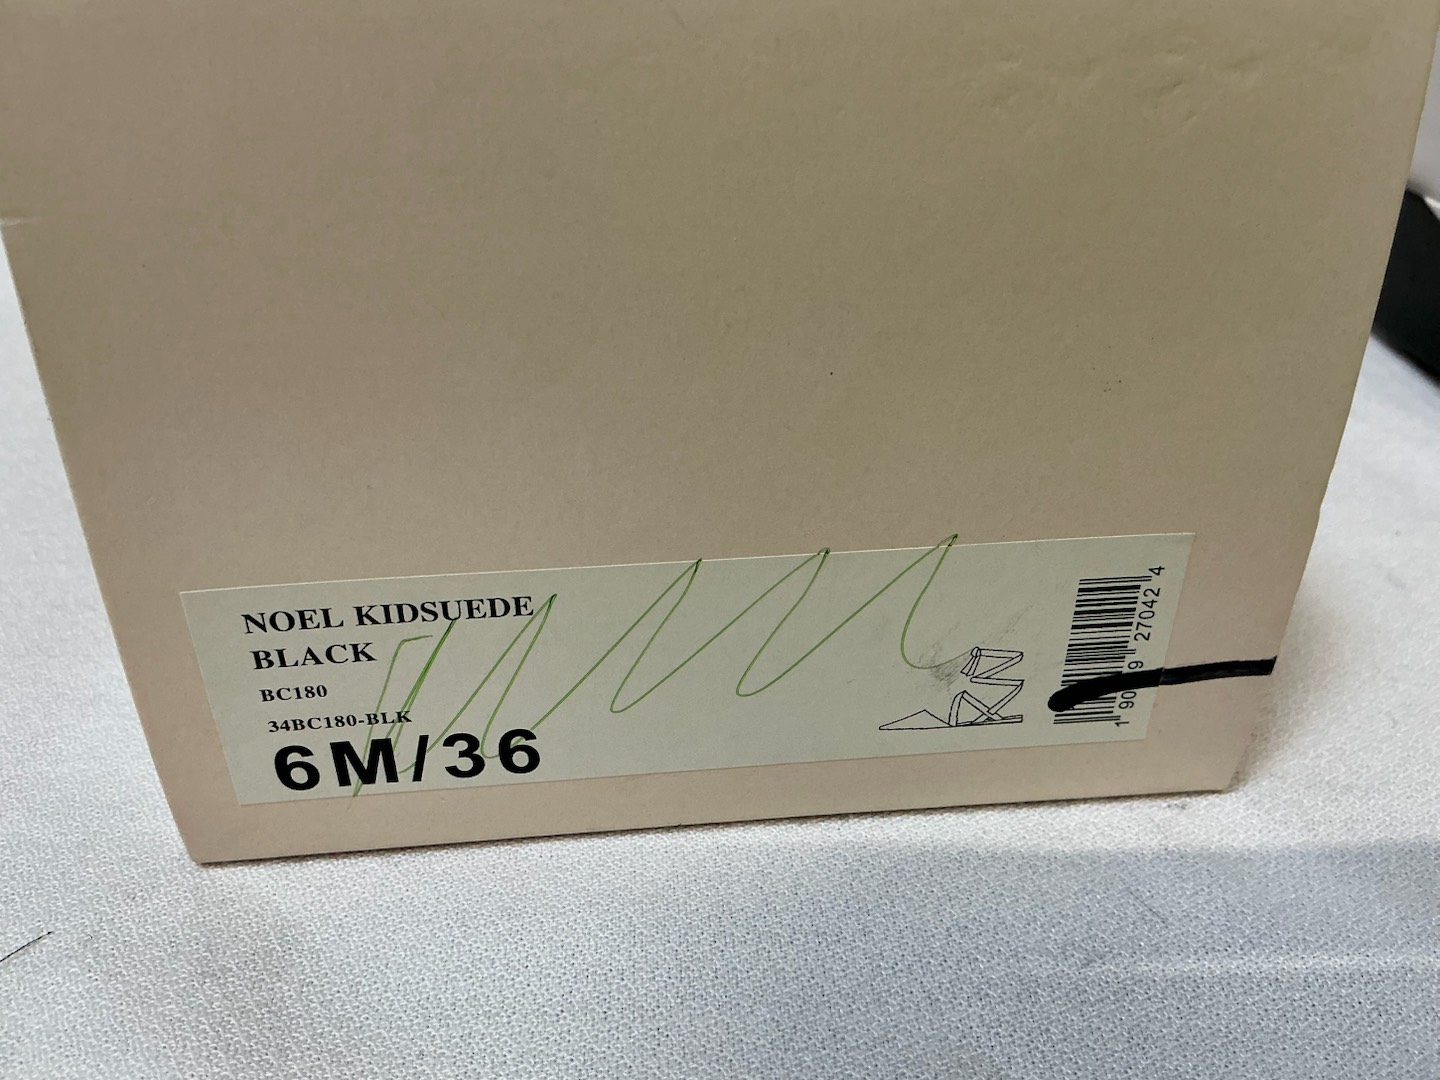 NOEL KIDSUEDE
BLACK
BC180
34BC180-BLK
6M/36